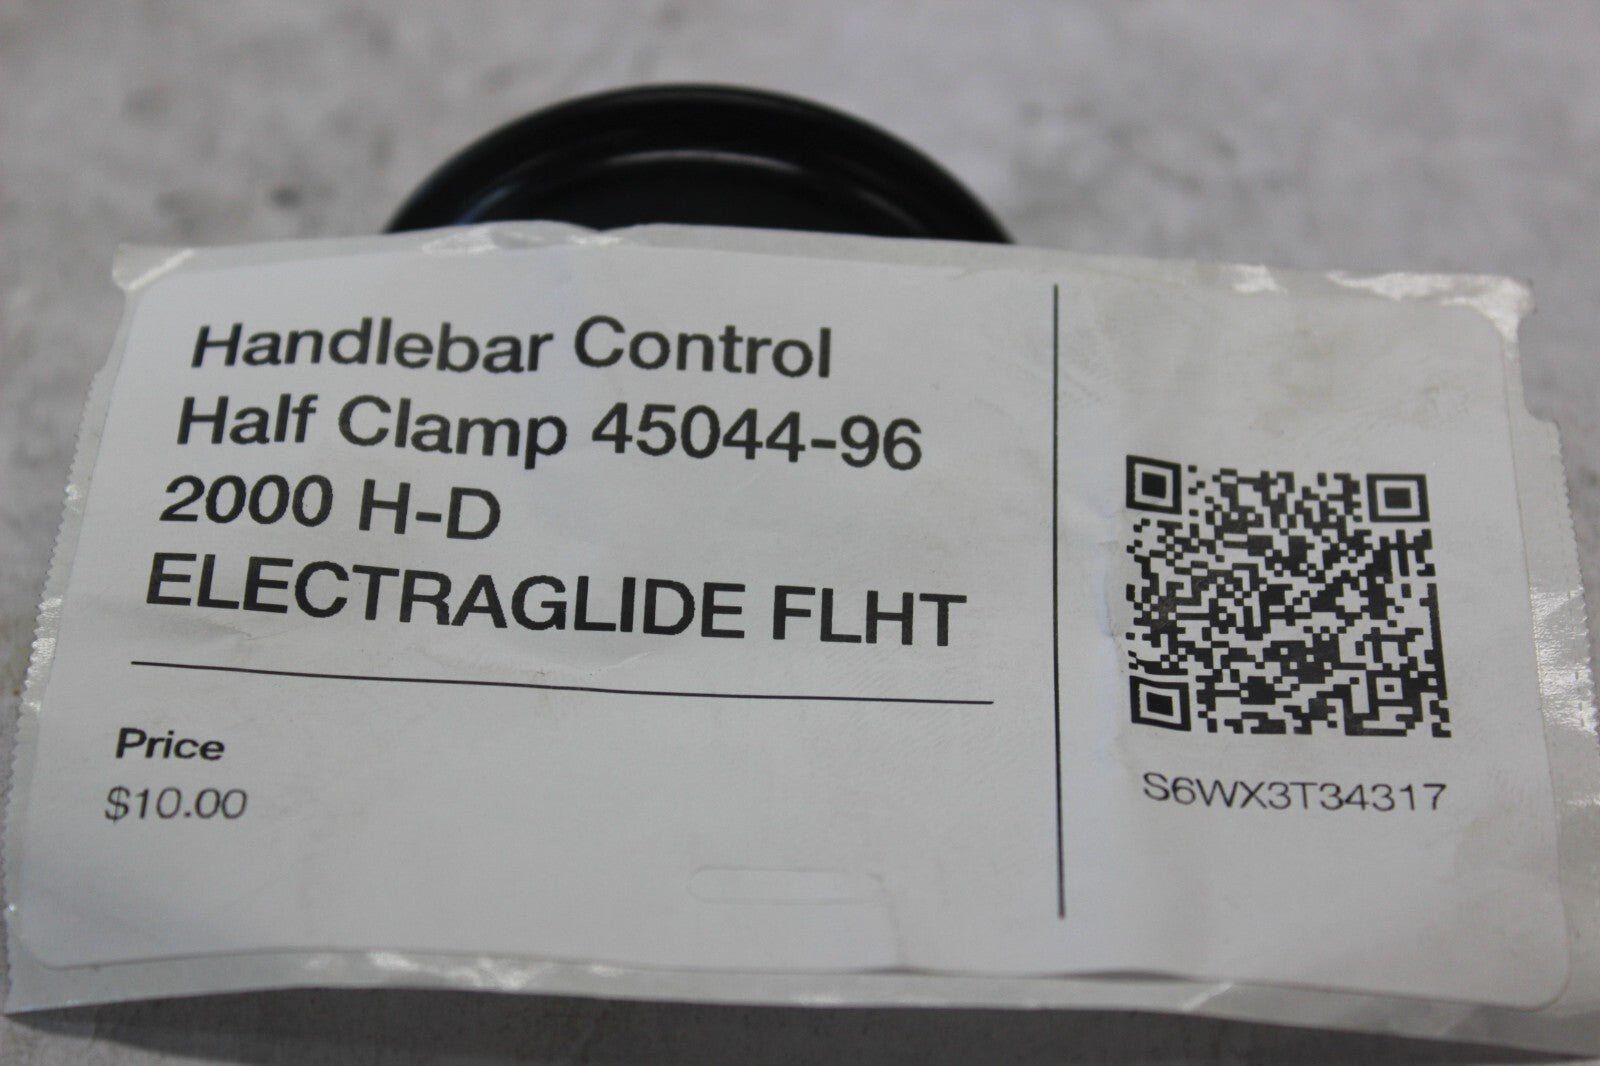 Handlebar Control
Half Clamp 45044-96
2000 H-D
ELECTRAGLIDE FLHT
Price
$10.00
S6WX3T34317